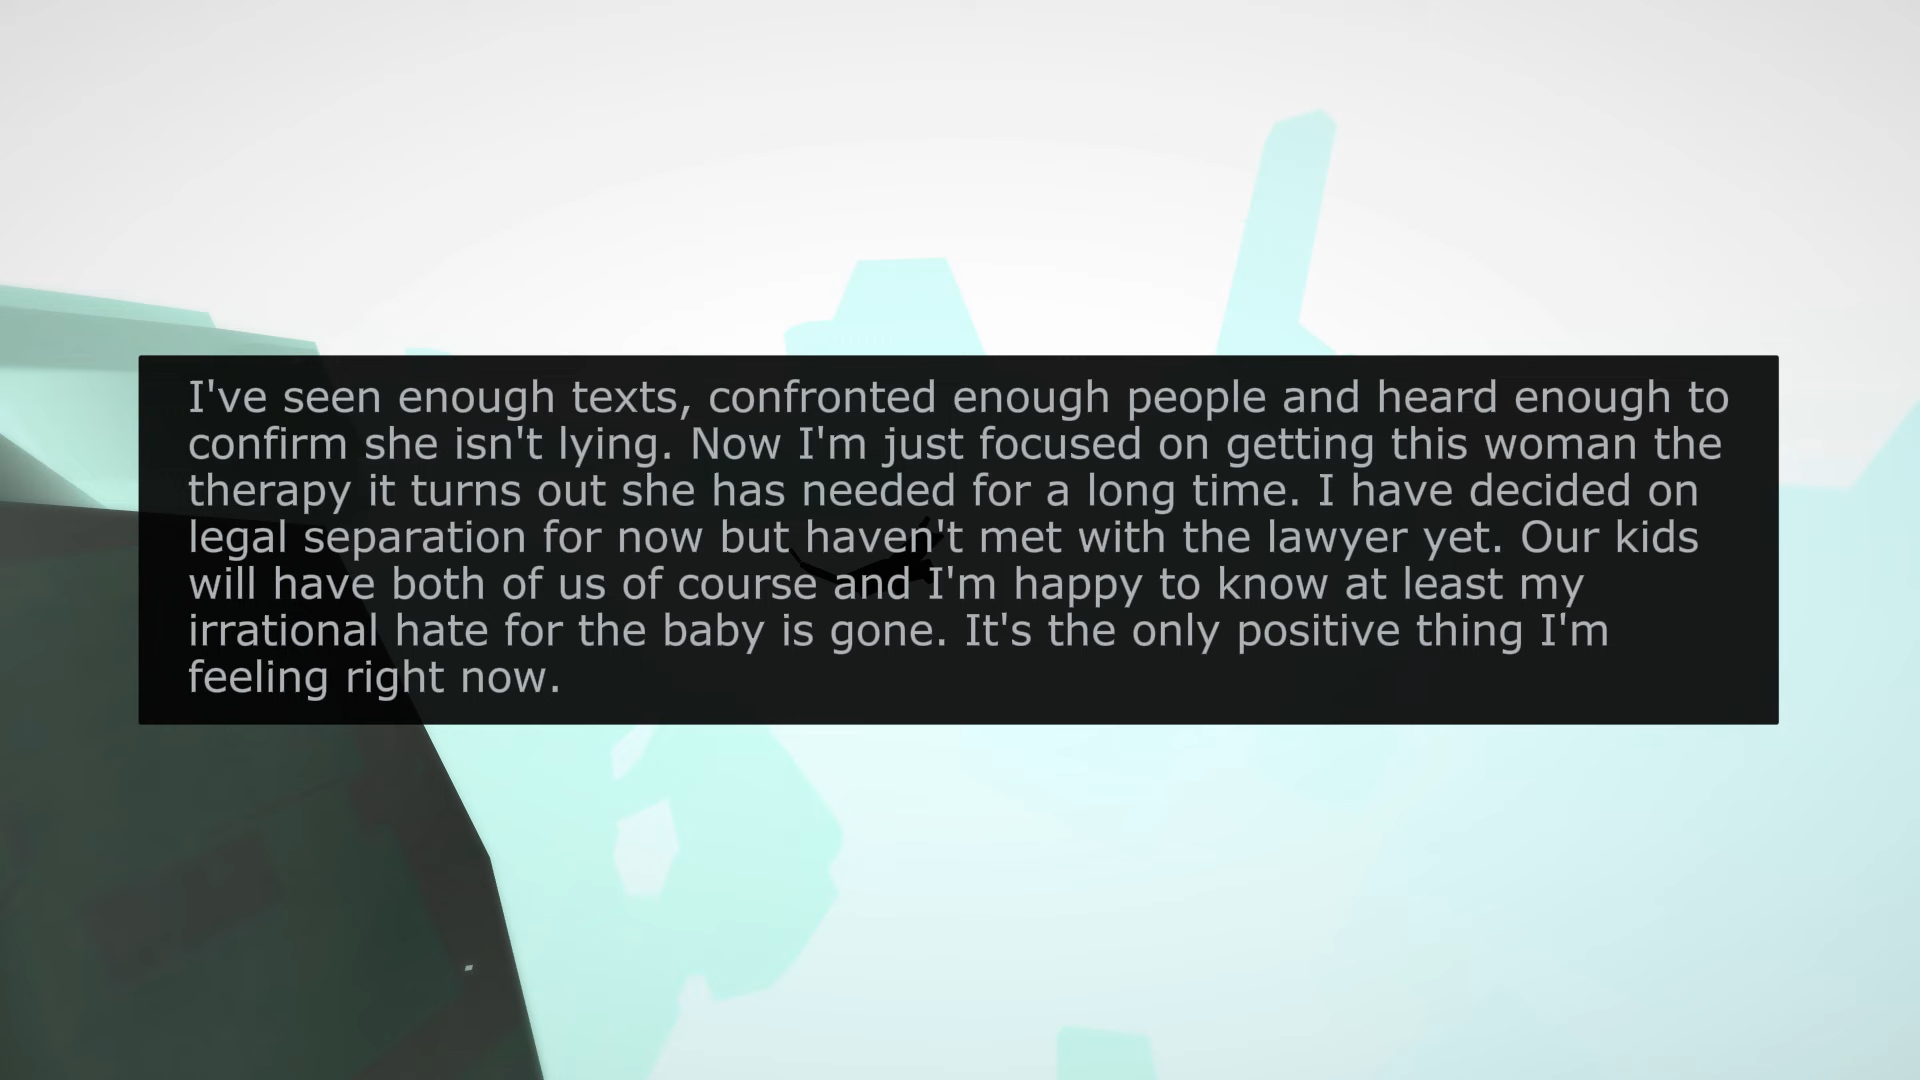 I've seen enough texts, confronted enough people and heard enough to
confirm she isn't lying. Now I'm just focused on getting this woman the
therapy it turns out she has needed for a long time. I have decided on
legal separation for now but haven't met with the lawyer yet. Our kids
will have both of us of course and I'm happy to know at least my
irrational hate for the baby is gone. It's the only positive thing I'm
feeling right now.